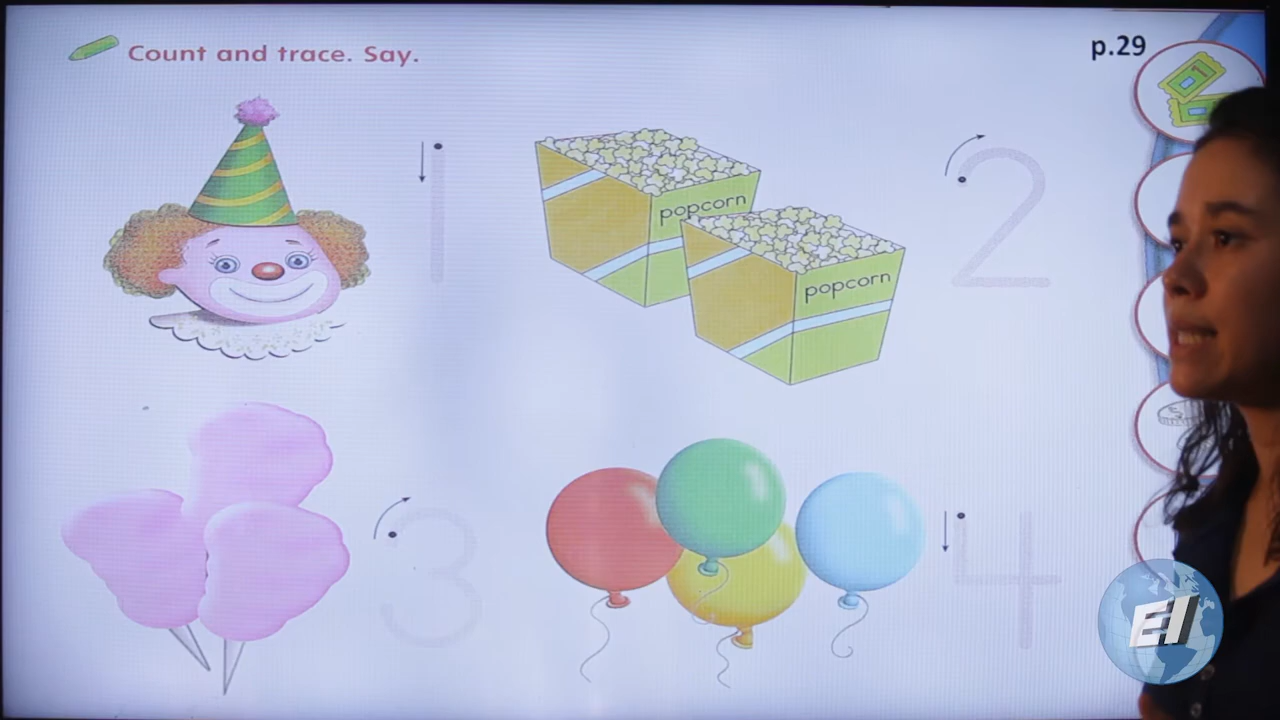 Count and trace. Say.
p.29
1
popcorn
2
popcorn
3
4
EI